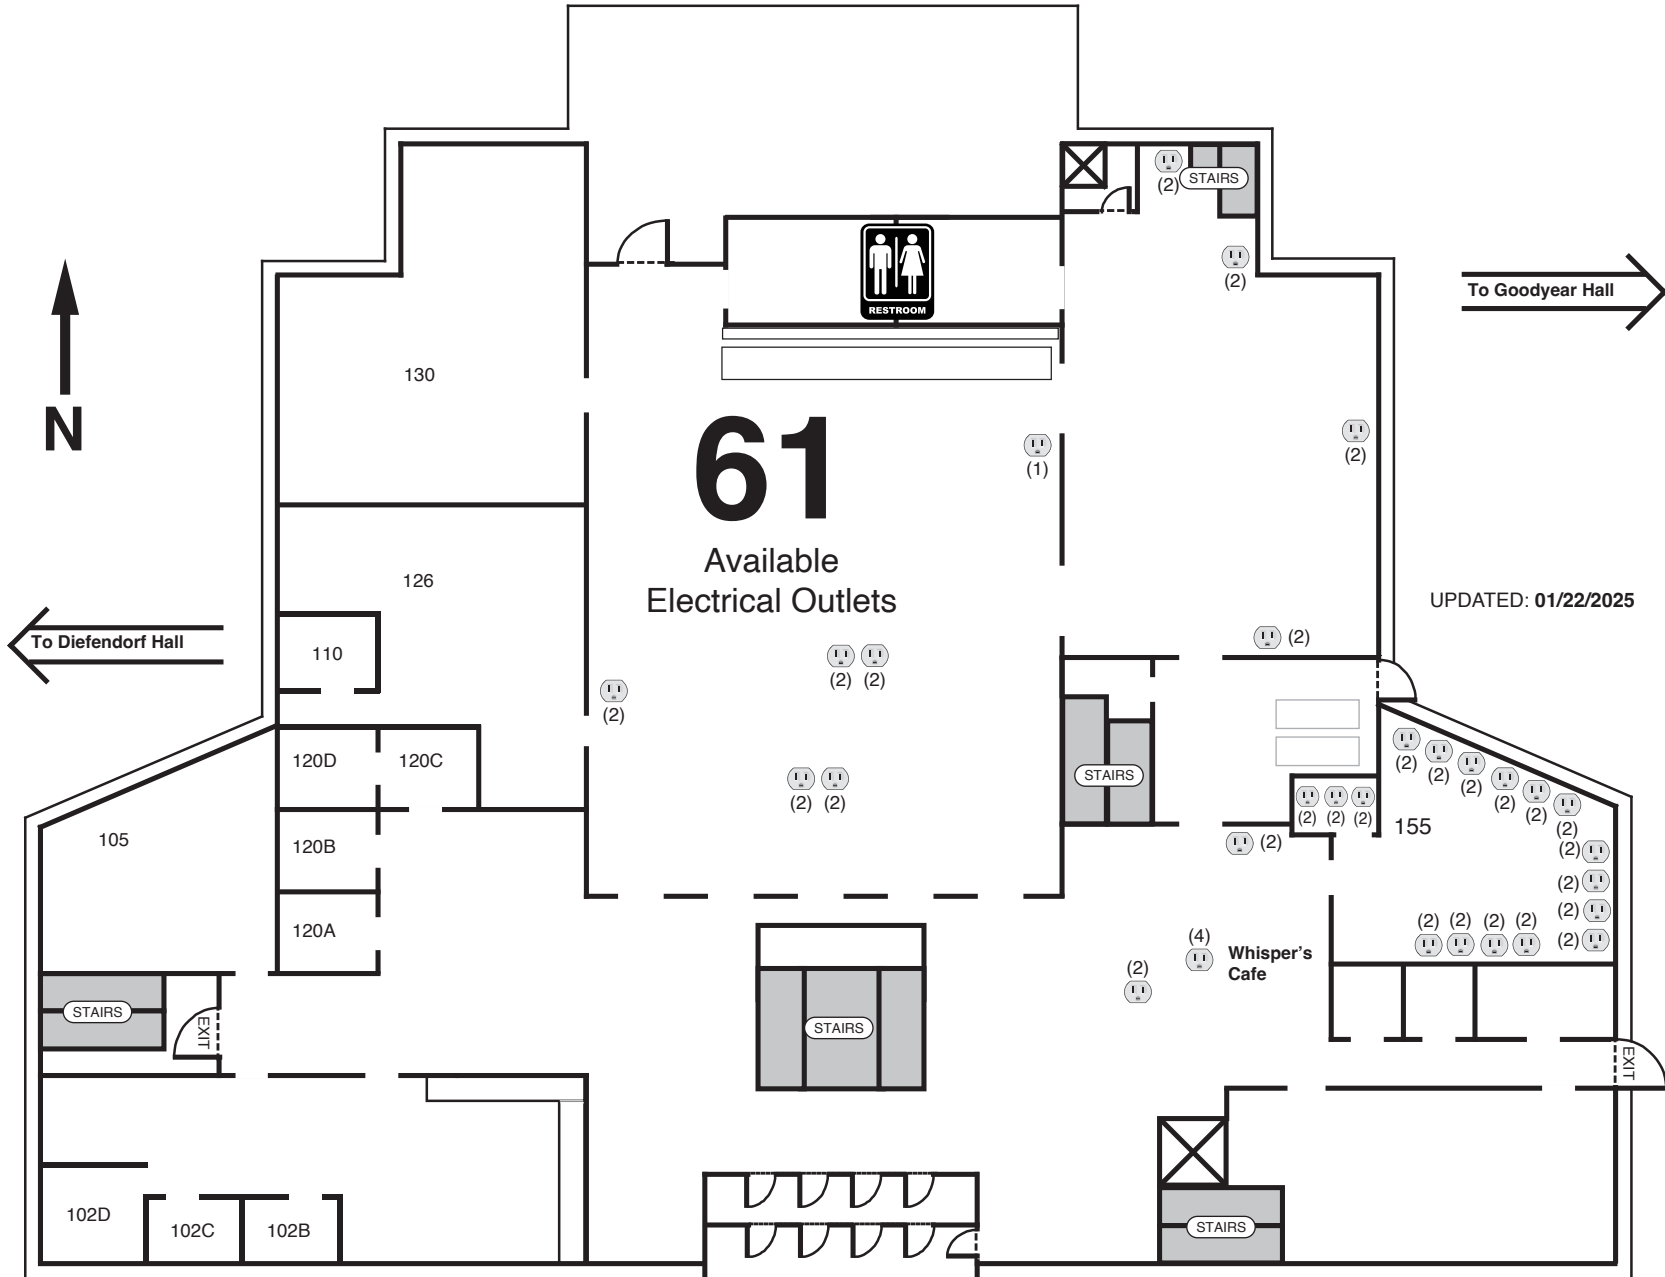 (2)
STAIRS
(2)
RESTROOM
To Goodyear Hall
130
N
61
(1)
(2)
Available
Electrical Outlets
126
UPDATED: 01/22/2025
To Diefendorf Hall
110
(2)
(2) (2)
(2)
120D
120C
STAIRS
(2) (2)
(2)
(2)
(2)
(2)
(2)
(2)
(2) (2) (2)
155
105
120B
(2)
(2)
(2)
120A
(2)
(2) (2) (2) (2)
(2)
(4)
Whisper's
Cafe
(2)
STAIRS
EXIT
STAIRS
EXIT
102D
102C
102B
STAIRS